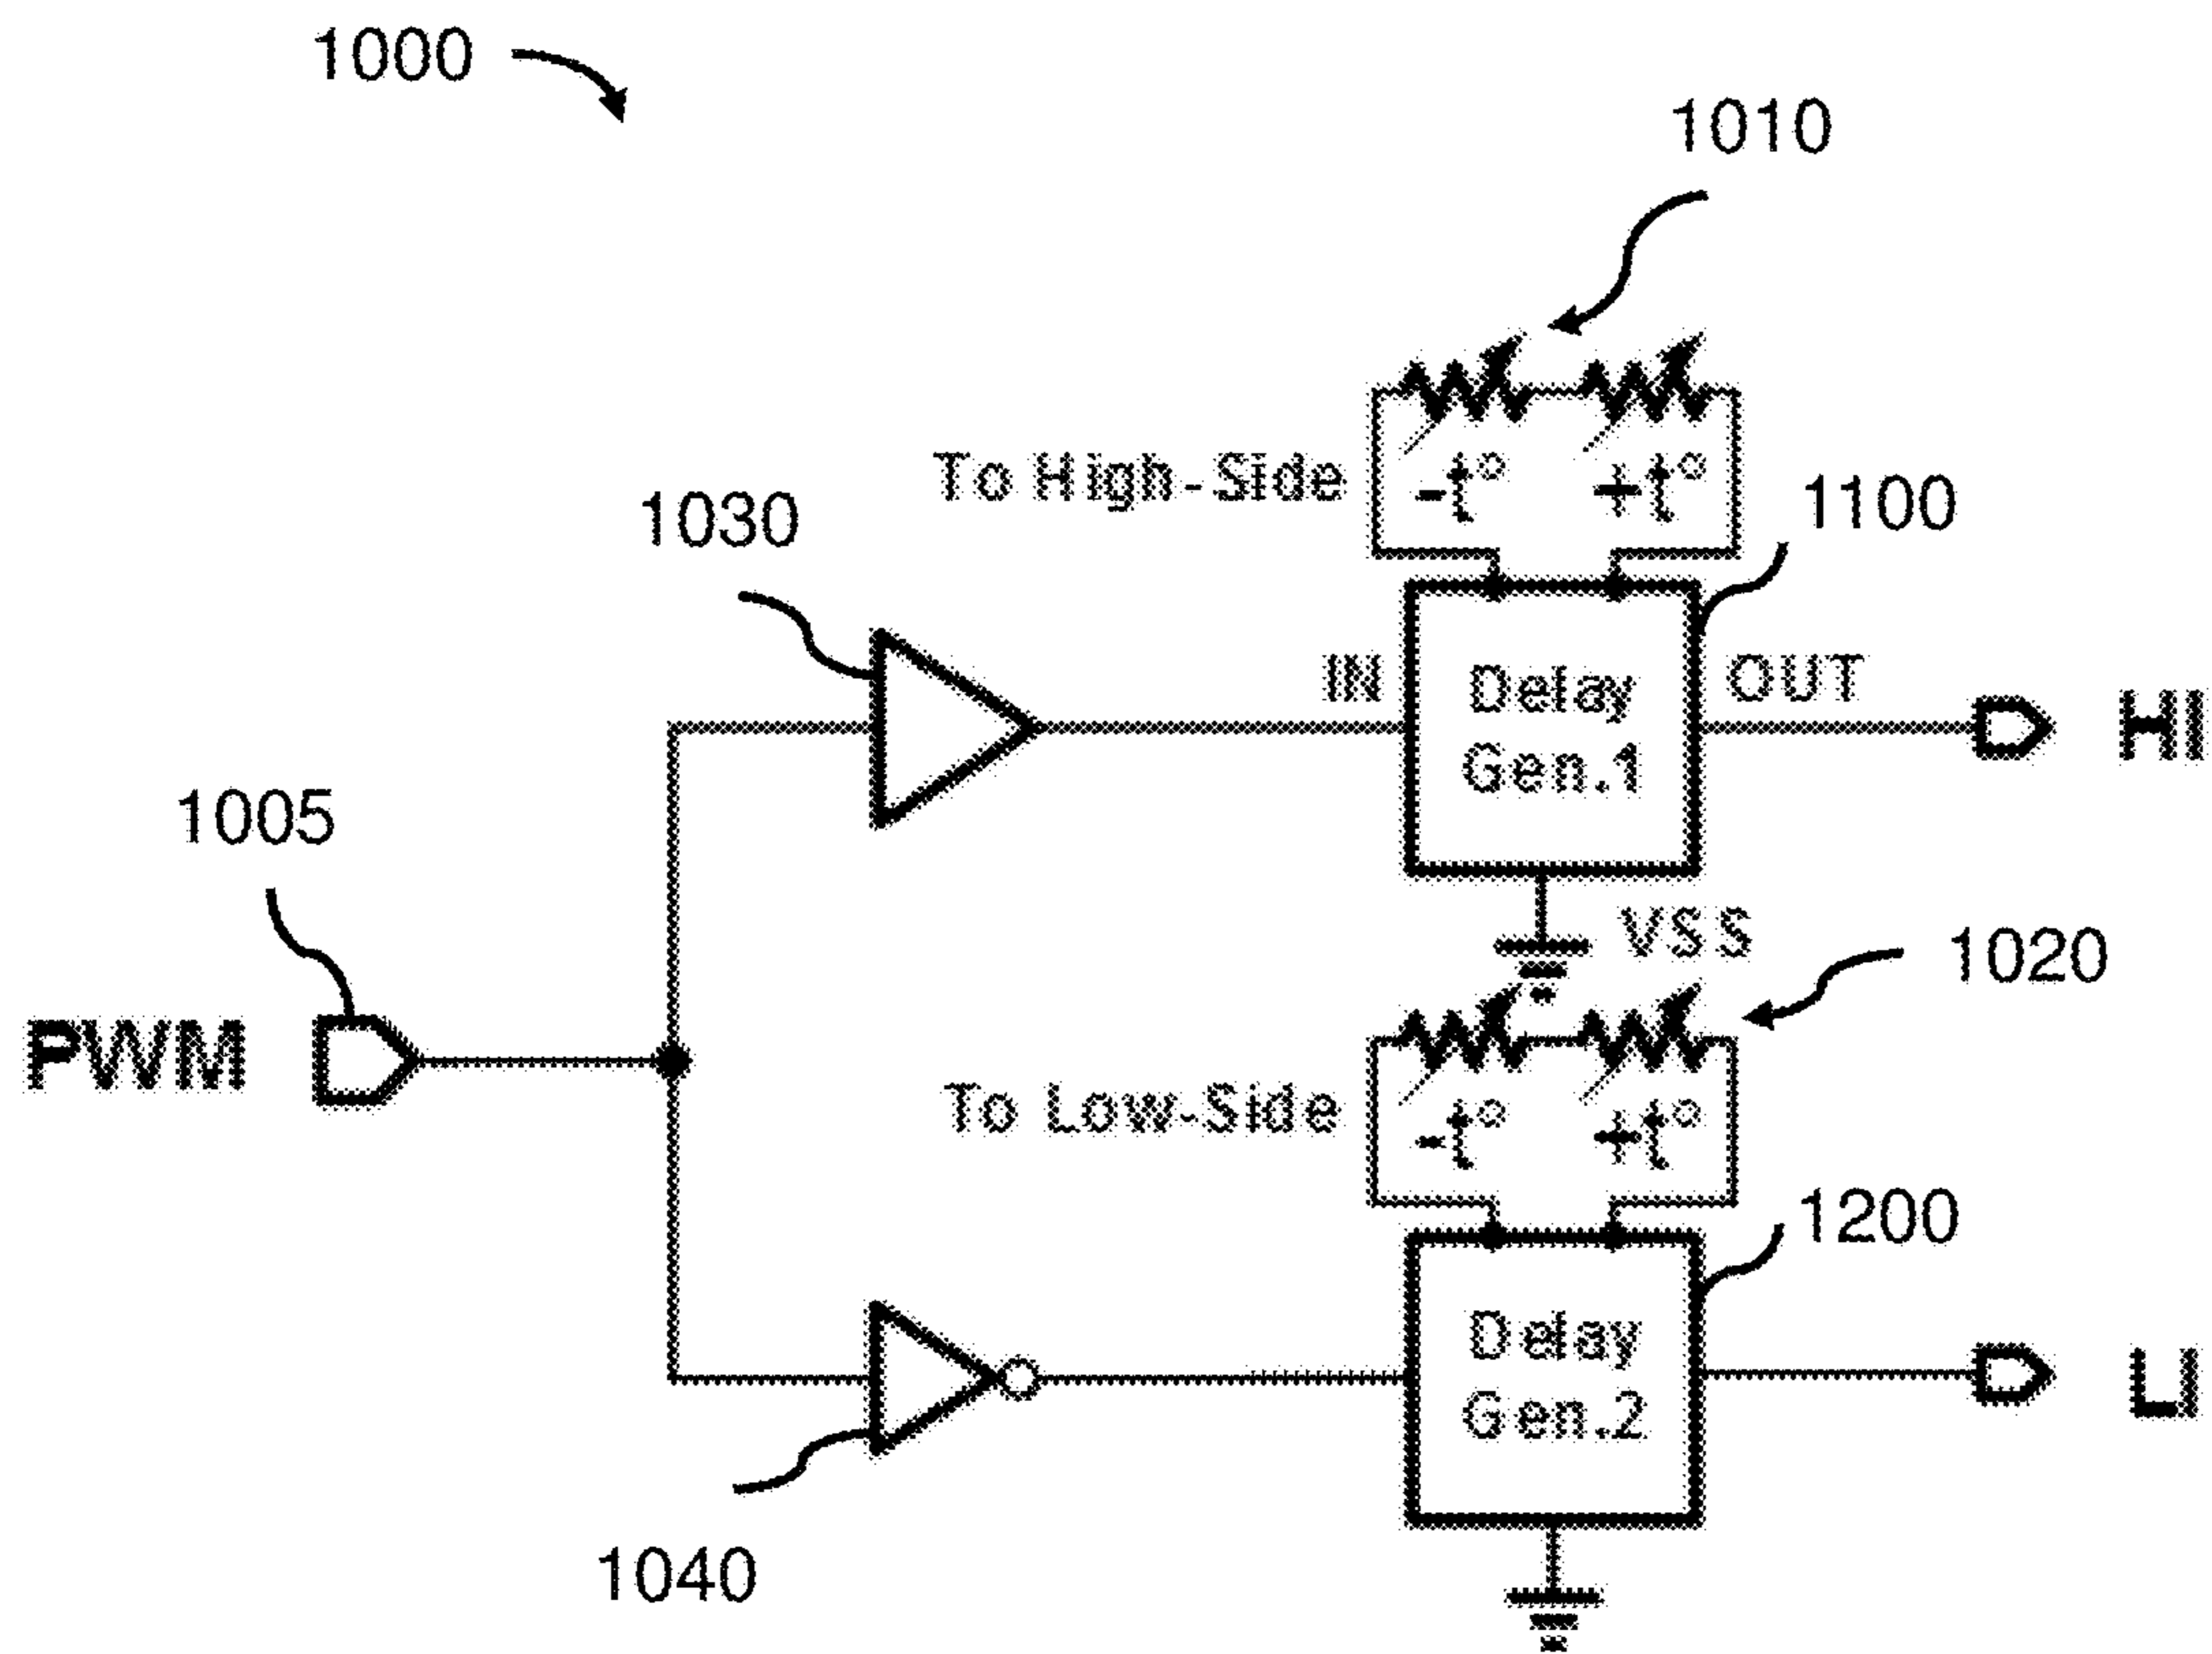 1000
1010
To High-Side
-t°
+t°
1100
1030
IN
Delay
Gen.1
OUT
HI
1005
VSS
1020
PWM
To Low-Side
-t°
+t°
1200
Delay
Gen.2
LI
1040